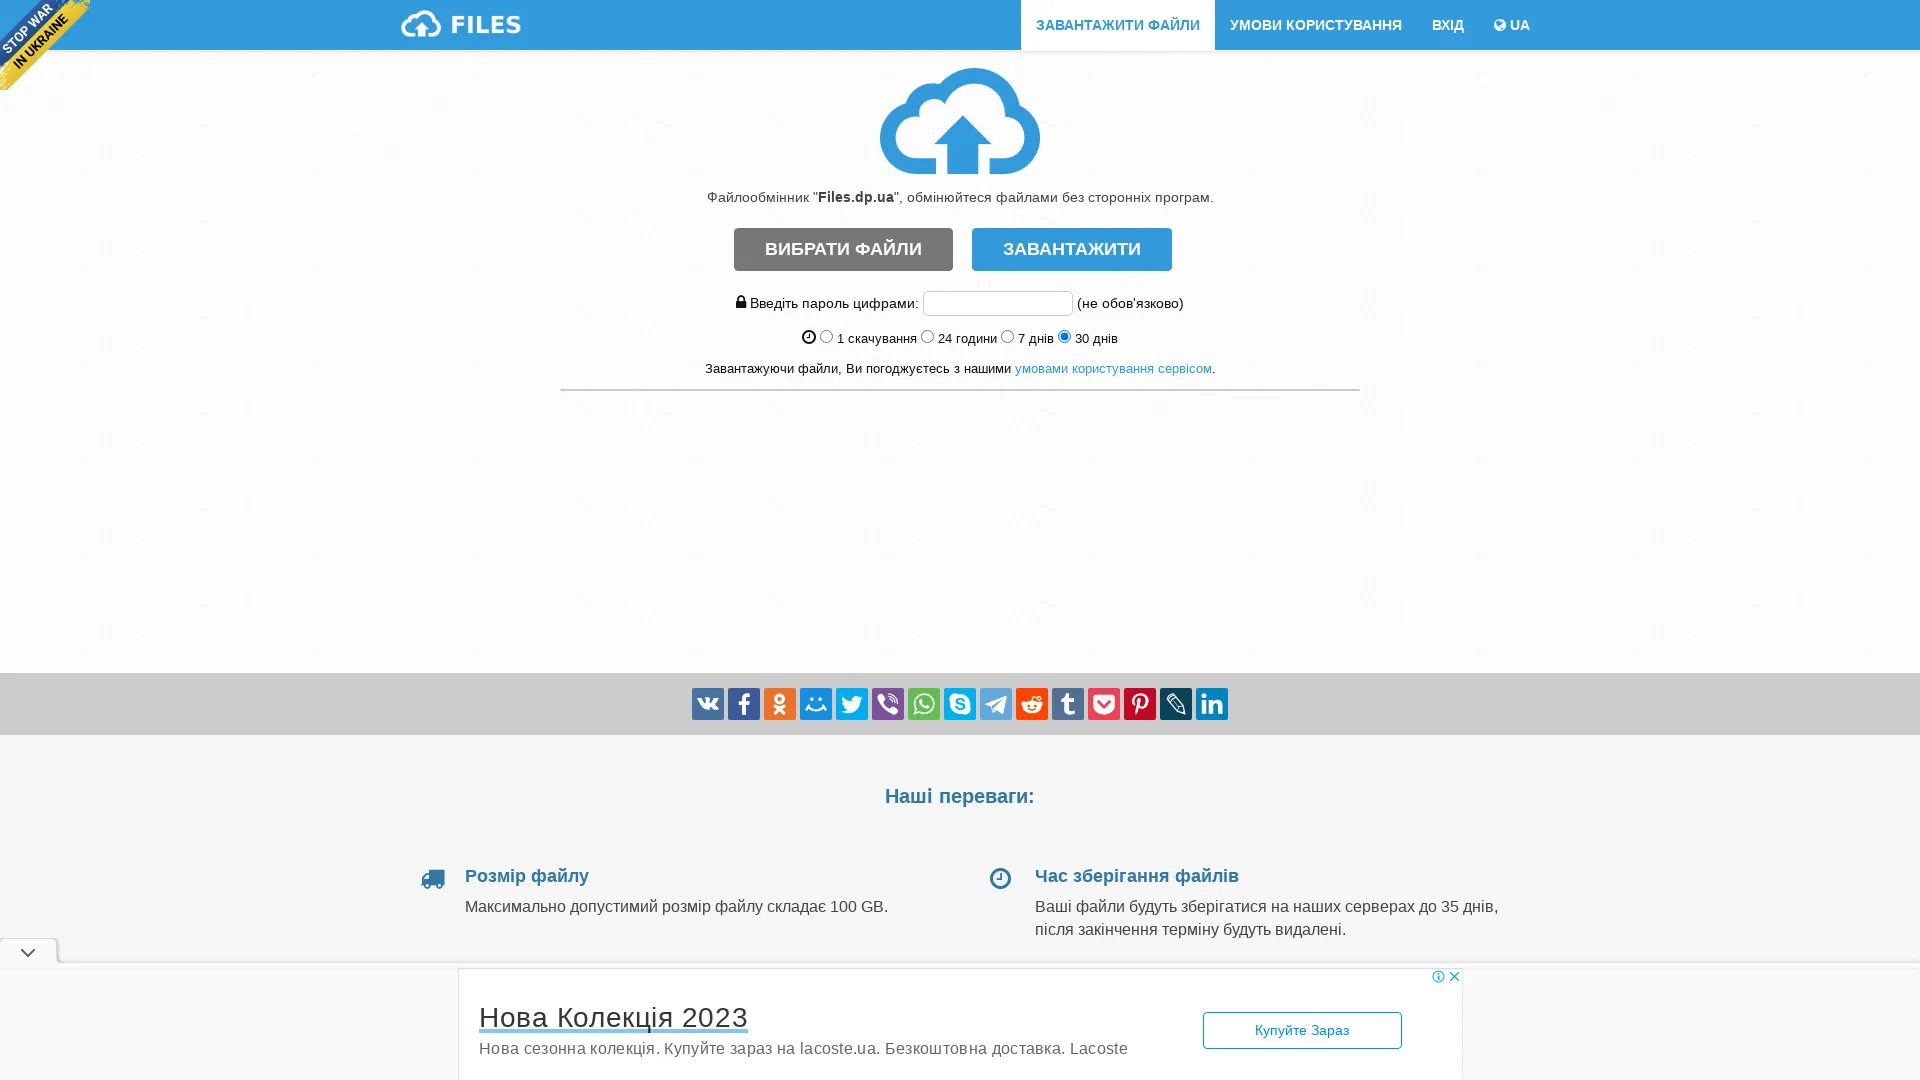 STOP WAR
IN UKRAINE
FILES
ЗАВАНТАЖИТИ ФАЙЛИ
УМОВИ КОРИСТУВАННЯ
ВХІД
UA
Файлообмінник "Files.dp.ua", обмінюйтеся файлами без сторонніх програм.
ВИБРАТИ ФАЙЛИ
ЗАВАНТАЖИТИ
Введіть пароль цифрами: (не обов'язково)
1 скачування 24 години 7 днів 30 днів
Завантажуючи файли, Ви погоджуєтесь з нашими умовами користування сервісом.
Наші переваги:
Розмір файлу
Максимально допустимий розмір файлу складає 100 GB.
Час зберігання файлів
Ваші файли будуть зберігатися на наших серверах до 35 днів,
після закінчення терміну будуть видалені.
Нова Колекція 2023
Нова сезонна колекція. Купуйте зараз на lacoste.ua. Безкоштовна доставка. Lacoste
Купуйте Зараз